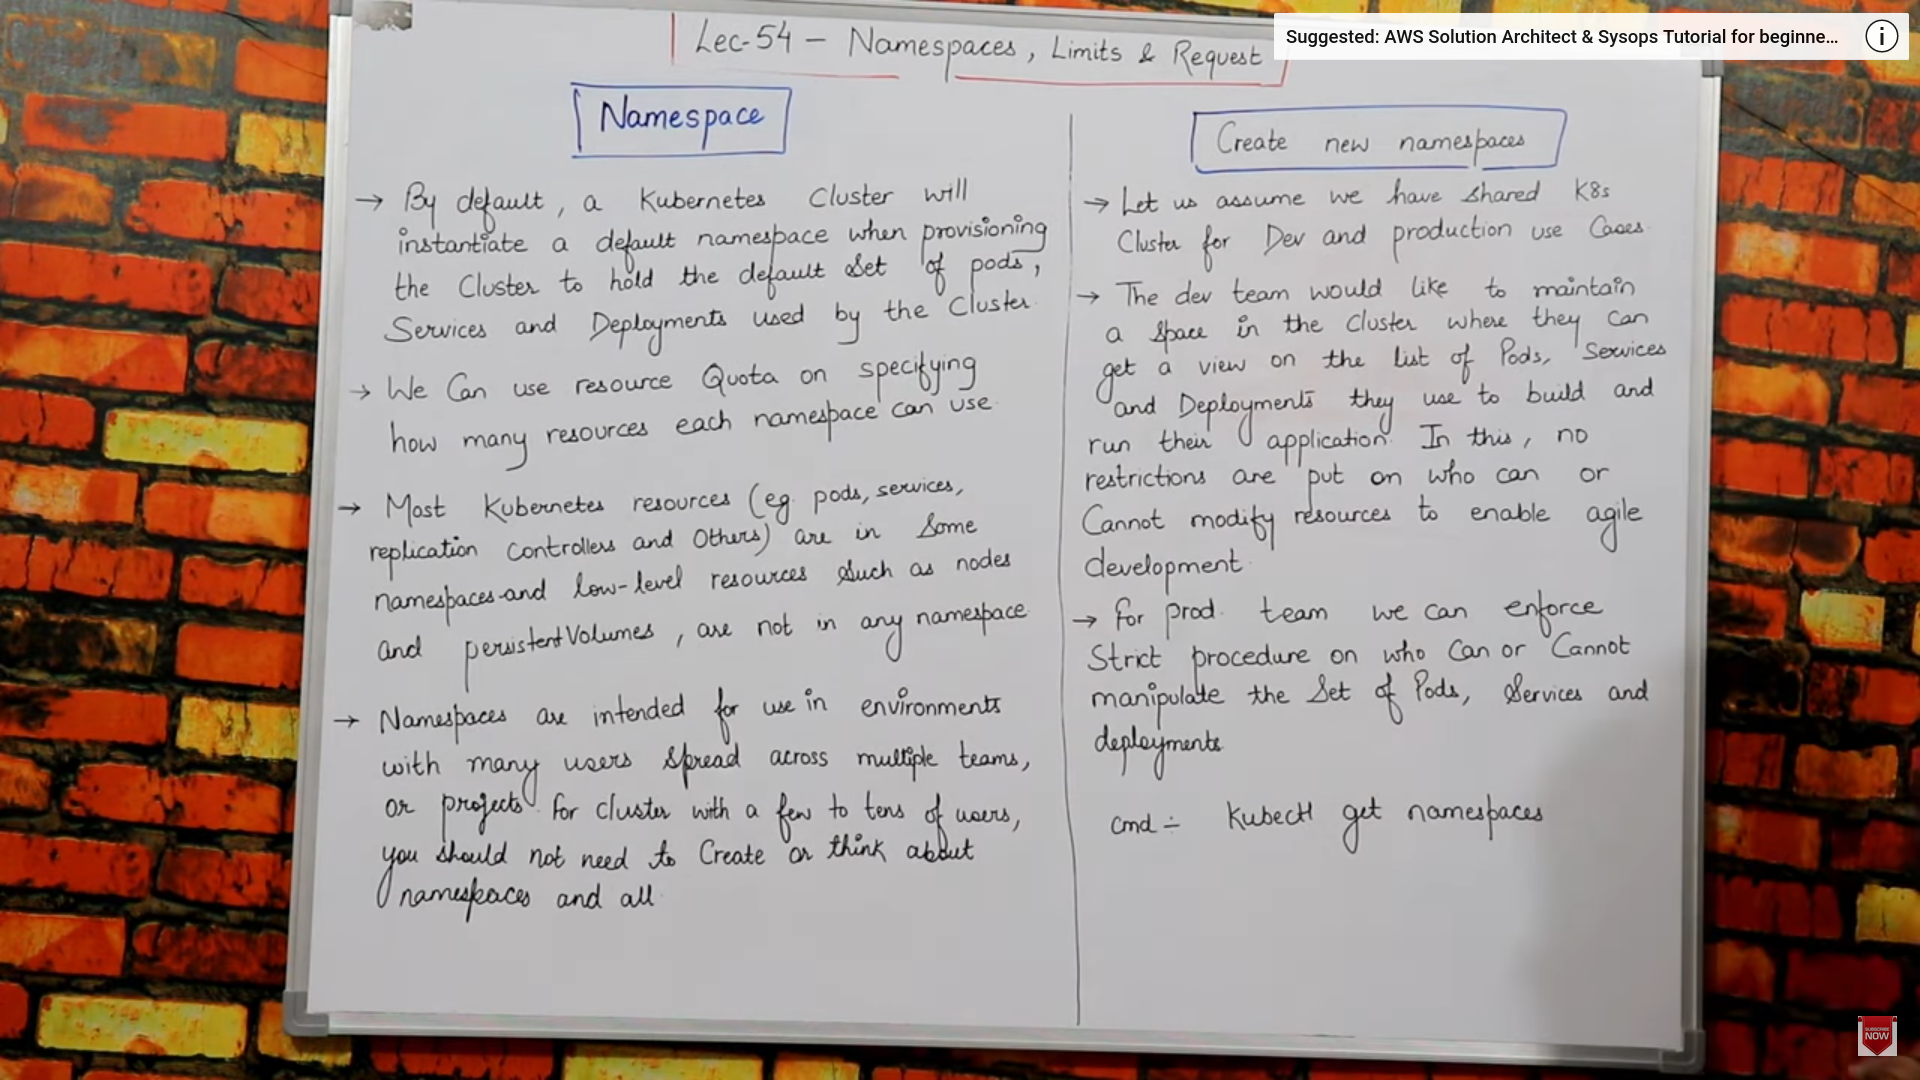 Lec-54 – Namespaces, Limits & Request
Suggested: AWS Solution Architect & Sysops Tutorial for beginne...
Namespace
→ By default, a Kubernetes Cluster will
instantiate a default namespace when provisioning
the Cluster to hold the default Set of pods,
Services and Deployments used by the Cluster.
→ We Can use resource Quota on specifying
how many resources each namespace can use.
→ Most Kubernetes resources (eg. pods, services,
replication Controllers and Others) are in Some
namespaces and low-level resources Such as nodes
and persistentVolumes, are not in any namespace.
→ Namespaces are intended for use in environments
with many users Spread across multiple teams,
or projects. For Cluster with a few to tens of users,
you should not need to Create or think about
namespaces and all.
Create new namespaces
→ Let us assume we have shared K8s
Cluster for Dev and production use Cases.
→ The dev team would like to maintain
a Space in the Cluster where they can
get a view on the list of Pods, Services
and Deployments they use to build and
run their application. In this, no
restrictions are put on who can or
Cannot modify resources to enable agile
development.
→ For prod. team we can enforce
Strict procedure on who Can or Cannot
manipulate the Set of Pods, Services and
deployments
cmd ÷ Kubectl get namespaces
SUBSCRIBE
NOW